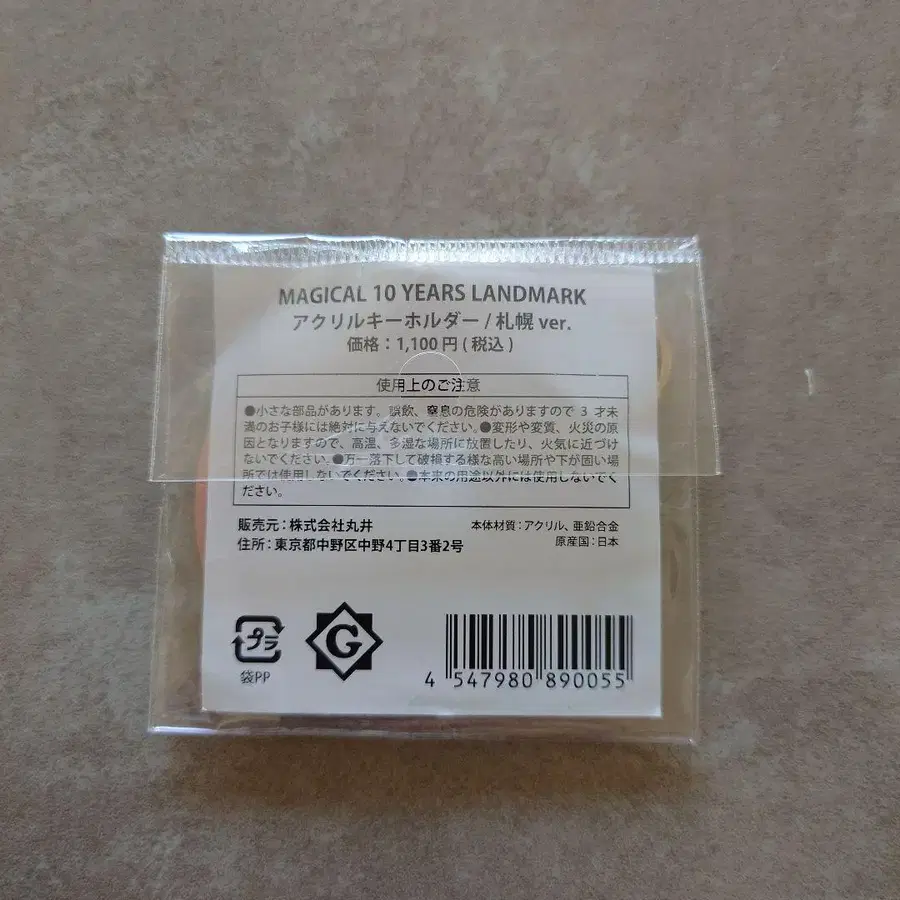 MAGICAL 10 YEARS LANDMARK
アクリルキーホルダー / 札幌 ver.
価格：1,100 円 ( 税込 )
使用上のご注意
●小さな部品があります。誤飲、窒息の危険がありますので 3 才未
満のお子様には絶対に与えないでください。●変形や変質、火災の原
因となりますので、高温、多湿な場所に放置したり、火気に近づけ
ないでください。●万一落下して破損する様な高い場所や下が固い場
所では使用しないでください。●本来の用途以外には使用しないでく
ださい。
販売元：株式会社丸井
本体材質：アクリル、亜鉛合金
住所：東京都中野区中野4丁目3番2号
原産国：日本
プラ
袋PP
G
4 547980 890055